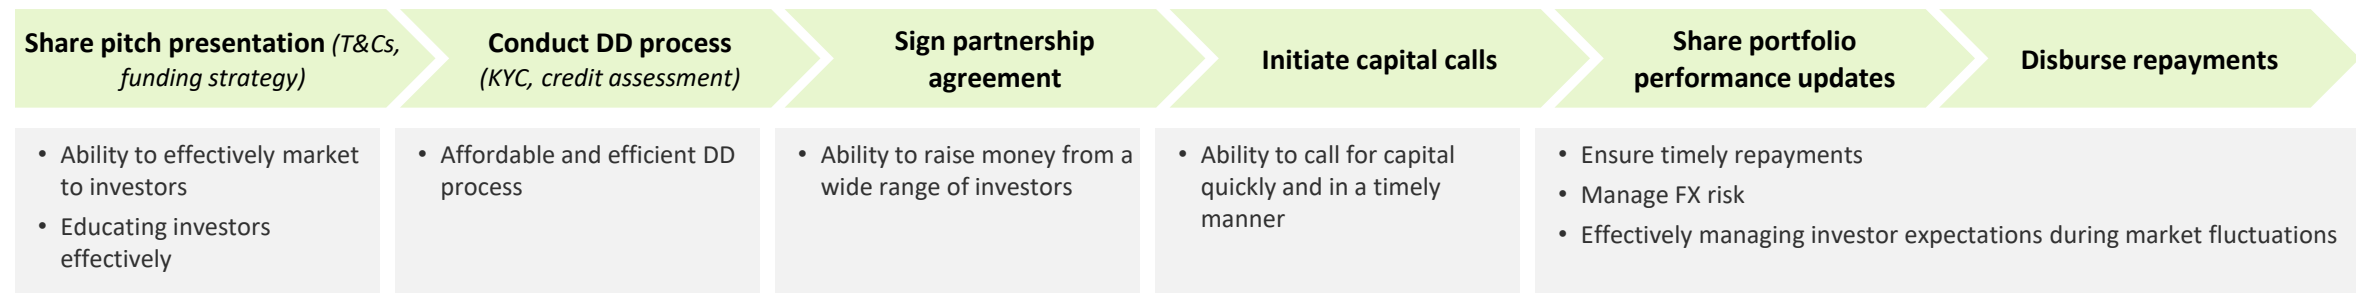 Share pitch presentation (T&Cs,
funding strategy)
Conduct DD process
(KYC, credit assessment)
Sign partnership
agreement
Initiate capital calls
Share portfolio
performance updates
Disburse repayments
• Ability to effectively market
to investors
• Educating investors
effectively
• Affordable and efficient DD
process
• Ability to raise money from a
wide range of investors
• Ability to call for capital
quickly and in a timely
manner
• Ensure timely repayments
• Manage FX risk
• Effectively managing investor expectations during market fluctuations